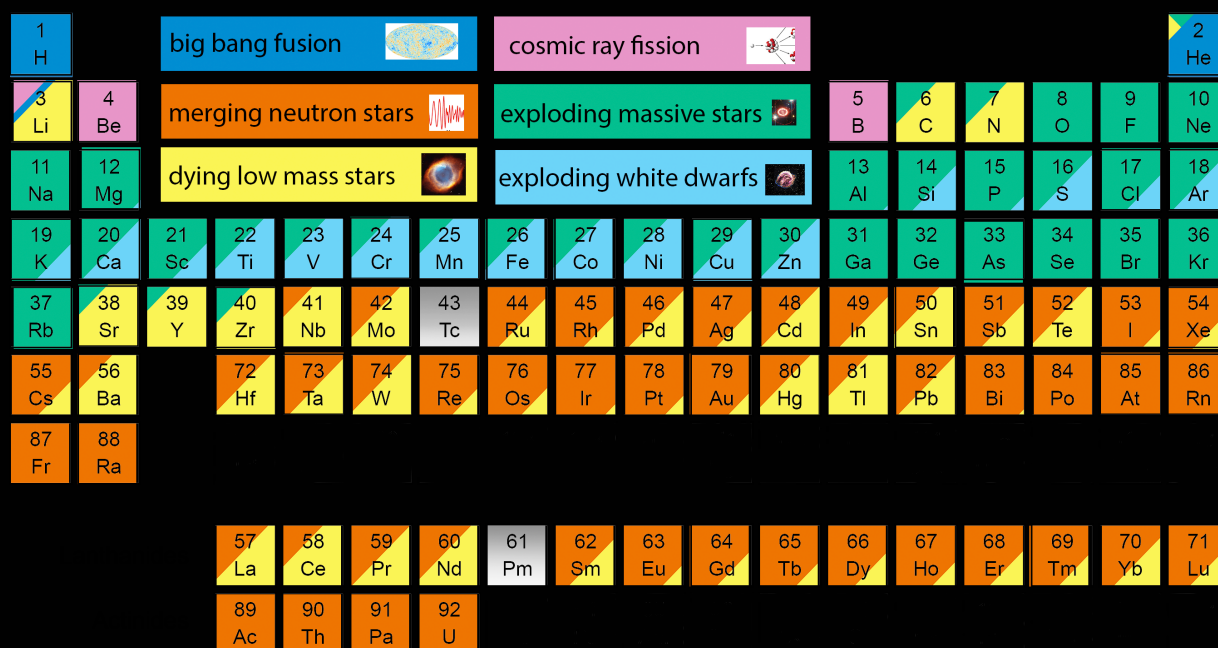 1 2
H big bang fusion cosmic ray fission He
3 4 5 6 7 8 9 10
Li Be merging neutron stars exploding massive stars B C N O F Ne
11 12 13 14 15 16 17 18
Na Mg dying low mass stars exploding white dwarfs Al Si P S Cl Ar
19 20 21 22 23 24 25 26 27 28 29 30 31 32 33 34 35 36
K Ca Sc Ti V Cr Mn Fe Co Ni Cu Zn Ga Ge As Se Br Kr
37 38 39 40 41 42 43 44 45 46 47 48 49 50 51 52 53 54
Rb Sr Y Zr Nb Mo Tc Ru Rh Pd Ag Cd In Sn Sb Te I Xe
55 56 72 73 74 75 76 77 78 79 80 81 82 83 84 85 86
Cs Ba Hf Ta W Re Os Ir Pt Au Hg Tl Pb Bi Po At Rn
87 88
Fr Ra
57 58 59 60 61 62 63 64 65 66 67 68 69 70 71
La Ce Pr Nd Pm Sm Eu Gd Tb Dy Ho Er Tm Yb Lu
89 90 91 92
Ac Th Pa U